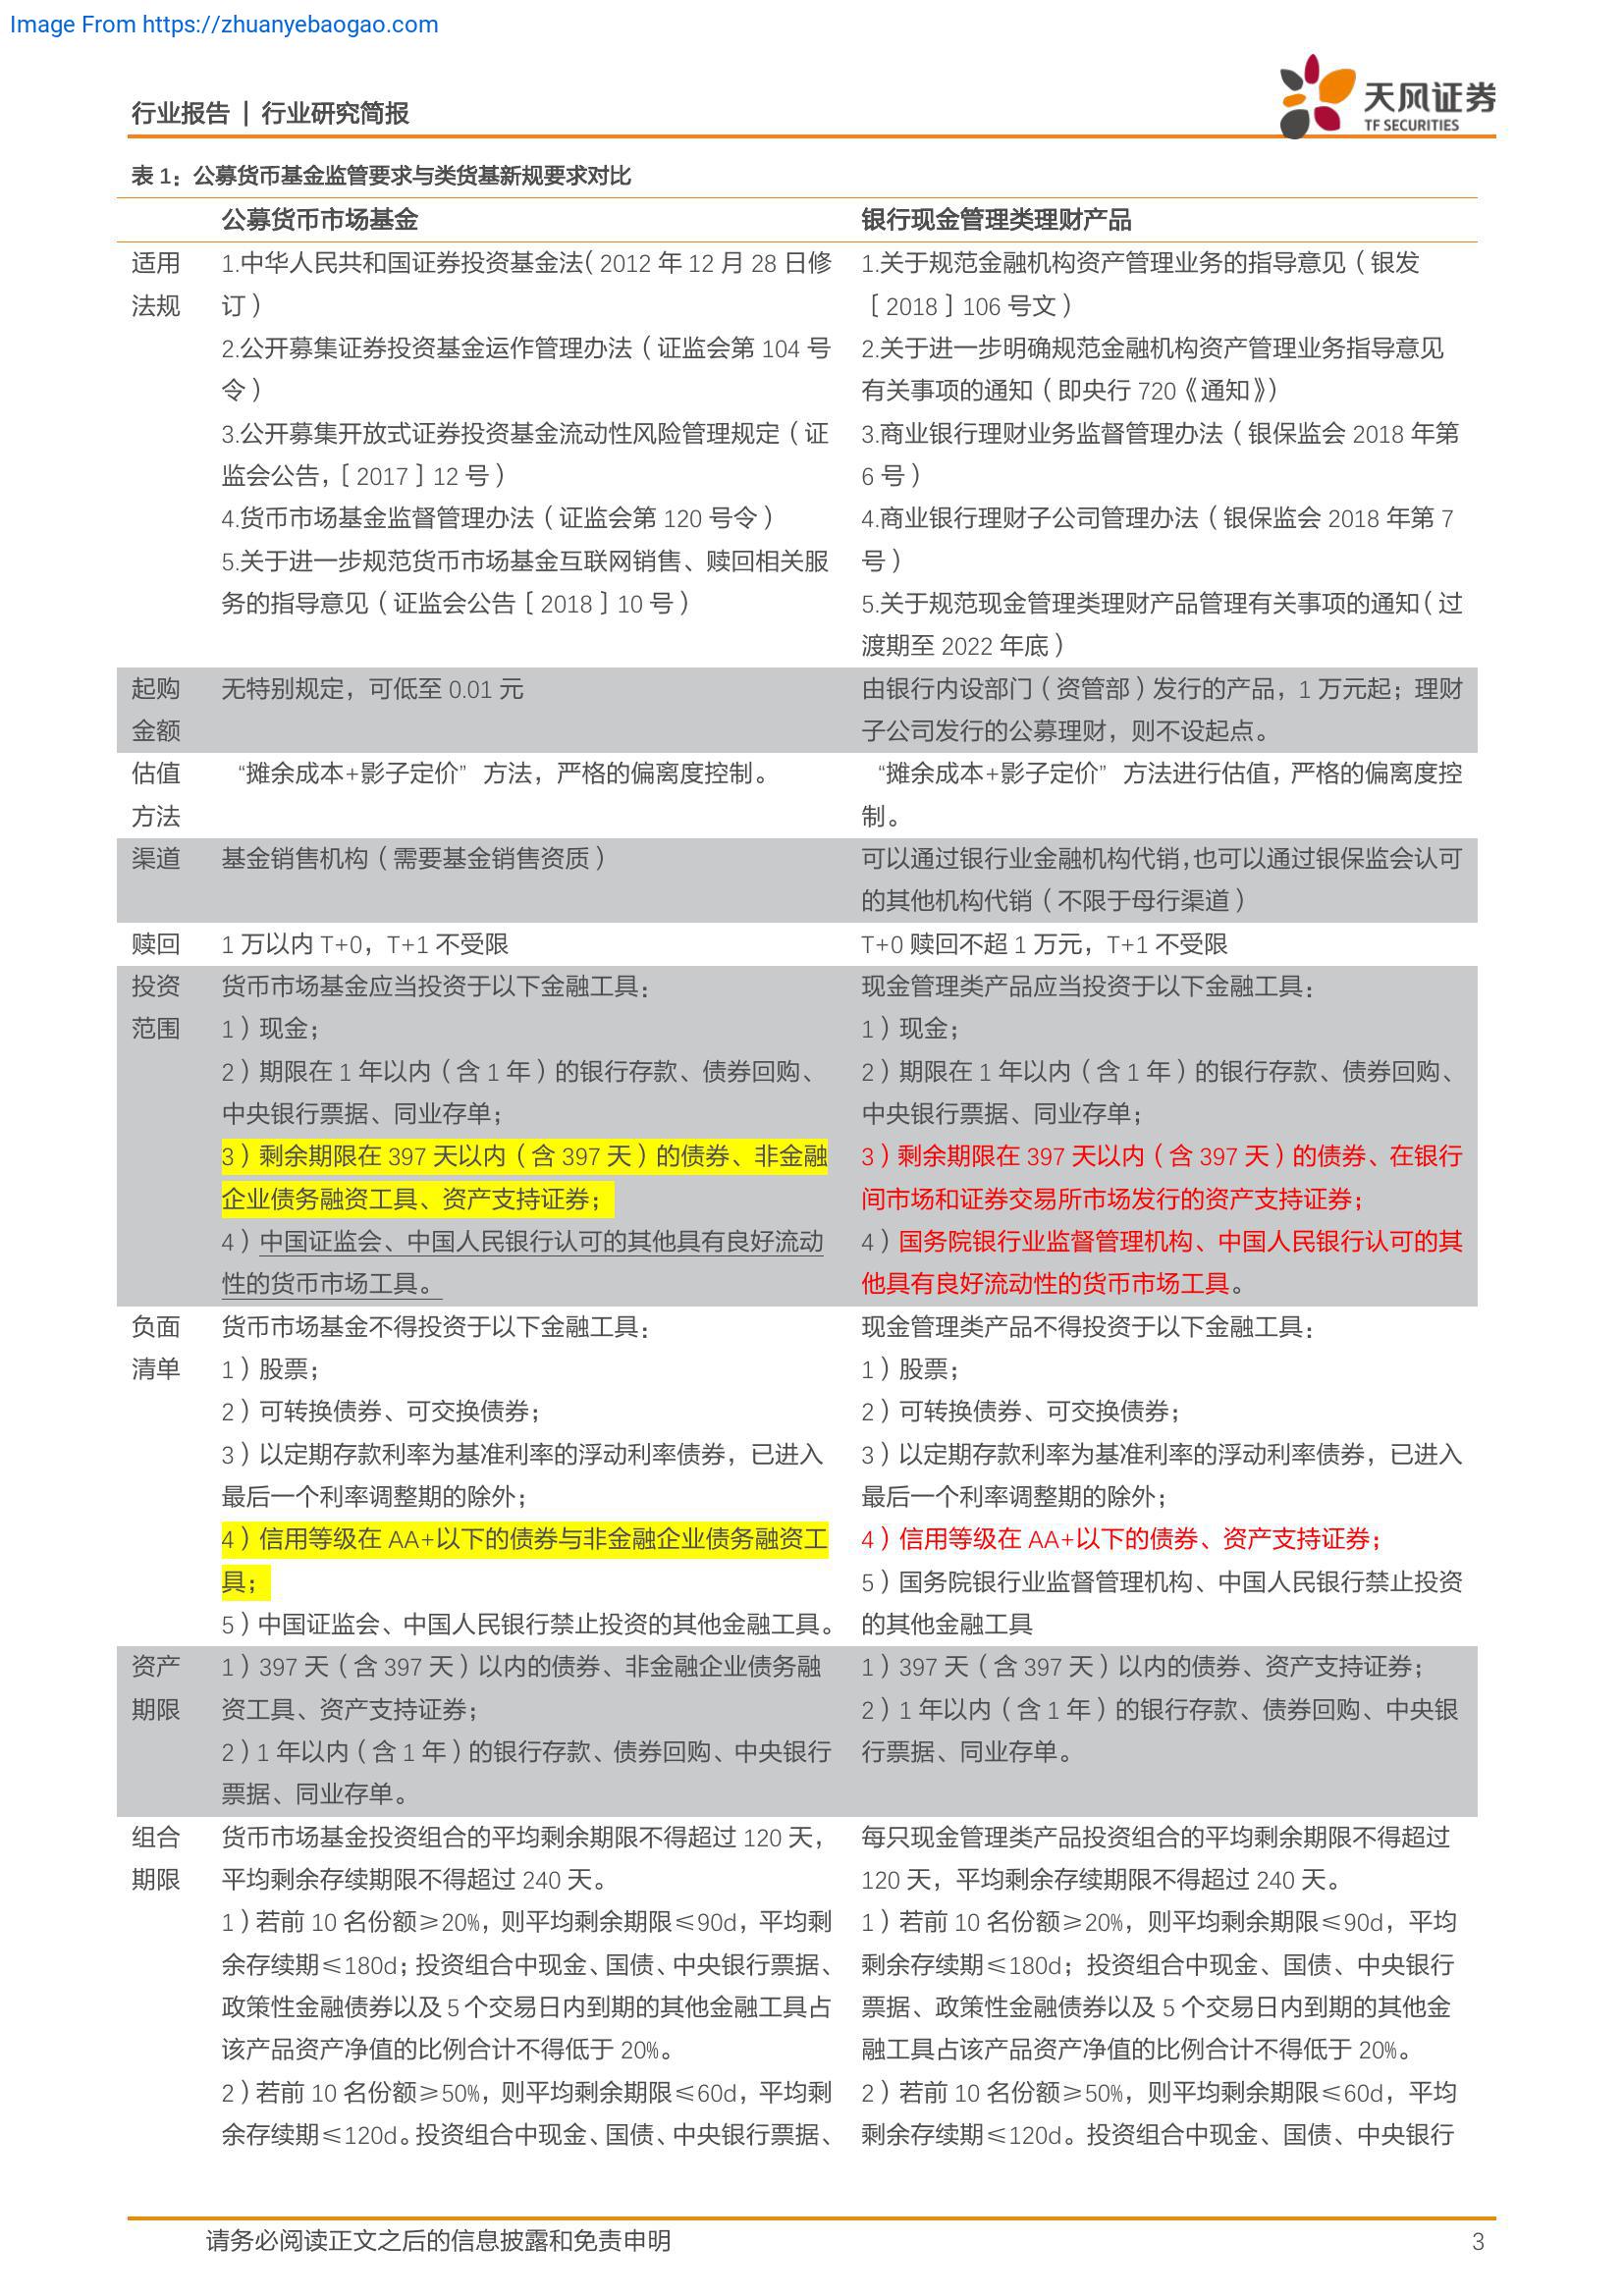 Image From https://zhuanyebaogao.com
行业报告 | 行业研究简报
天风证券
TF SECURITIES
表 1：公募货币基金监管要求与类货基新规要求对比
公募货币市场基金
银行现金管理类理财产品
适用
法规
1.中华人民共和国证券投资基金法（2012 年 12 月 28 日修
订）
2.公开募集证券投资基金运作管理办法（证监会第 104 号
令）
3.公开募集开放式证券投资基金流动性风险管理规定（证
监会公告，〔2017〕12 号）
4.货币市场基金监督管理办法（证监会第 120 号令）
5.关于进一步规范货币市场基金互联网销售、赎回相关服
务的指导意见（证监会公告〔2018〕10 号）
1.关于规范金融机构资产管理业务的指导意见（银发
〔2018〕106 号文）
2.关于进一步明确规范金融机构资产管理业务指导意见
有关事项的通知（即央行 720《通知》）
3.商业银行理财业务监督管理办法（银保监会 2018 年第
6 号）
4.商业银行理财子公司管理办法（银保监会 2018 年第 7
号）
5.关于规范现金管理类理财产品管理有关事项的通知（过
渡期至 2022 年底）
起购
金额
无特别规定，可低至 0.01 元
由银行内设部门（资管部）发行的产品，1 万元起；理财
子公司发行的公募理财，则不设起点。
估值
方法
“摊余成本+影子定价” 方法，严格的偏离度控制。
“摊余成本+影子定价” 方法进行估值，严格的偏离度控
制。
渠道
基金销售机构（需要基金销售资质）
可以通过银行业金融机构代销，也可以通过银保监会认可
的其他机构代销（不限于母行渠道）
赎回
1 万以内 T+0，T+1 不受限
T+0 赎回不超 1 万元，T+1 不受限
投资
范围
货币市场基金应当投资于以下金融工具：
1）现金；
2）期限在 1 年以内（含 1 年）的银行存款、债券回购、
中央银行票据、同业存单；
3）剩余期限在 397 天以内（含 397 天）的债券、非金融
企业债务融资工具、资产支持证券；
4）中国证监会、中国人民银行认可的其他具有良好流动
性的货币市场工具。
现金管理类产品应当投资于以下金融工具：
1）现金；
2）期限在 1 年以内（含 1 年）的银行存款、债券回购、
中央银行票据、同业存单；
3）剩余期限在 397 天以内（含 397 天）的债券、在银行
间市场和证券交易所市场发行的资产支持证券；
4）国务院银行业监督管理机构、中国人民银行认可的其
他具有良好流动性的货币市场工具。
负面
清单
货币市场基金不得投资于以下金融工具：
1）股票；
2）可转换债券、可交换债券；
3）以定期存款利率为基准利率的浮动利率债券，已进入
最后一个利率调整期的除外；
4）信用等级在 AA+以下的债券与非金融企业债务融资工
具；
5）中国证监会、中国人民银行禁止投资的其他金融工具。
现金管理类产品不得投资于以下金融工具：
1）股票；
2）可转换债券、可交换债券；
3）以定期存款利率为基准利率的浮动利率债券，已进入
最后一个利率调整期的除外；
4）信用等级在 AA+以下的债券、资产支持证券；
5）国务院银行业监督管理机构、中国人民银行禁止投资
的其他金融工具
资产
期限
1）397 天（含 397 天）以内的债券、非金融企业债务融
资工具、资产支持证券；
2）1 年以内（含 1 年）的银行存款、债券回购、中央银行
票据、同业存单。
1）397 天（含 397 天）以内的债券、资产支持证券；
2）1 年以内（含 1 年）的银行存款、债券回购、中央银
行票据、同业存单。
组合
期限
货币市场基金投资组合的平均剩余期限不得超过 120 天，
平均剩余存续期限不得超过 240 天。
1）若前 10 名份额≥20%，则平均剩余期限≤90d，平均剩
余存续期≤180d；投资组合中现金、国债、中央银行票据、
政策性金融债券以及 5 个交易日内到期的其他金融工具占
该产品资产净值的比例合计不得低于 20%。
2）若前 10 名份额≥50%，则平均剩余期限≤60d，平均剩
余存续期≤120d。投资组合中现金、国债、中央银行票据、
每只现金管理类产品投资组合的平均剩余期限不得超过
120 天，平均剩余存续期限不得超过 240 天。
1）若前 10 名份额≥20%，则平均剩余期限≤90d，平均
剩余存续期≤180d；投资组合中现金、国债、中央银行
票据、政策性金融债券以及 5 个交易日内到期的其他金
融工具占该产品资产净值的比例合计不得低于 20%。
2）若前 10 名份额≥50%，则平均剩余期限≤60d，平均
剩余存续期≤120d。投资组合中现金、国债、中央银行
请务必阅读正文之后的信息披露和免责申明
3